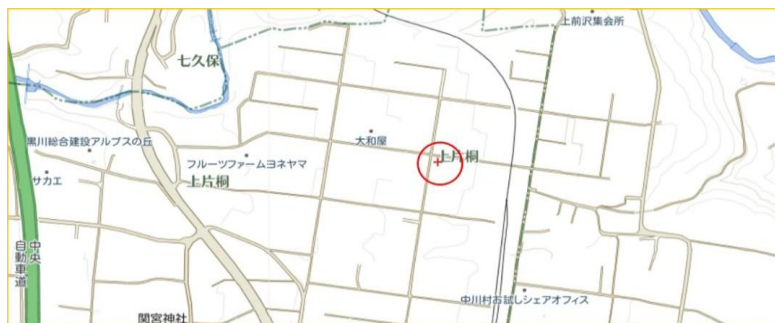 上前沢集会所
七久保
大和屋
黒川総合建設アルプスの丘
上片桐
フルーツファームヨネヤマ
サカエ
上片桐
中央
自動車道
中川村お試しシェアオフィス
関宮神社